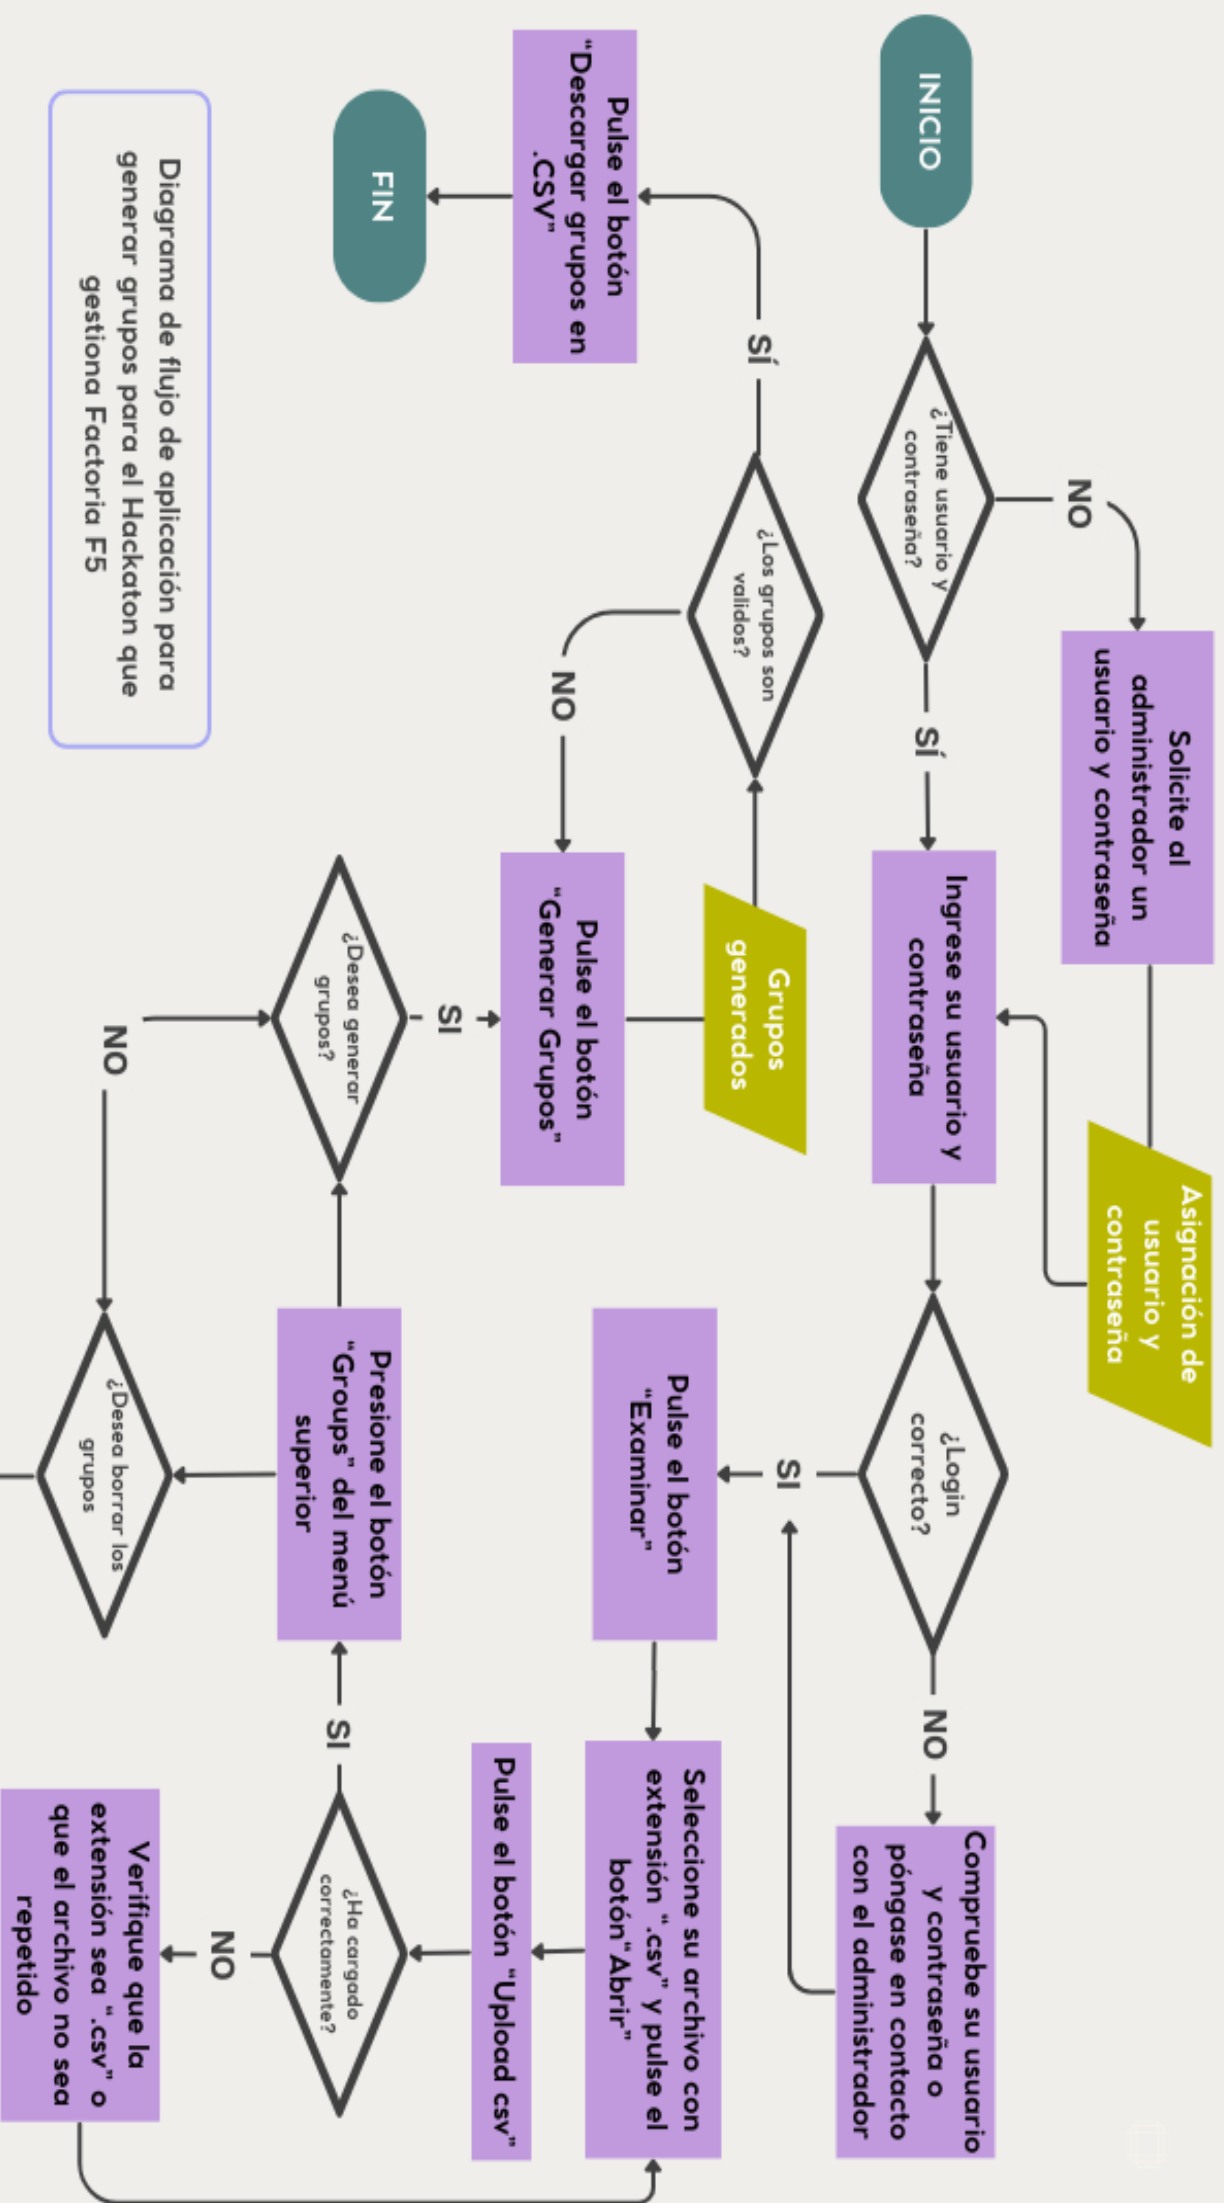 INICIO
¿Tiene usuario y
contraseña?
NO
Solicite al
administrador un
usuario y contraseña
Asignación de
usuario y
contraseña
SÍ
Ingrese su usuario y
contraseña
¿Login
correcto?
NO
Compruebe su usuario
y contraseña o
póngase en contacto
con el administrador
SI
Pulse el botón
"Examinar"
Seleccione su archivo con
extensión ".csv" y pulse el
botón"Abrir"
Pulse el botón "Upload csv"
¿Ha cargado
correctamente?
NO
Verifique que la
extensión sea ".csv" o
que el archivo no sea
repetido
SI
Presione el botón
"Groups" del menú
superior
¿Desea generar
grupos?
NO
¿Desea borrar los
grupos
SI
Pulse el botón
"Generar Grupos"
Grupos
generados
¿Los grupos son
validos?
NO
SÍ
Pulse el botón
"Descargar grupos en
.CSV"
FIN
Diagrama de flujo de aplicación para
generar grupos para el Hackaton que
gestiona Factoria F5